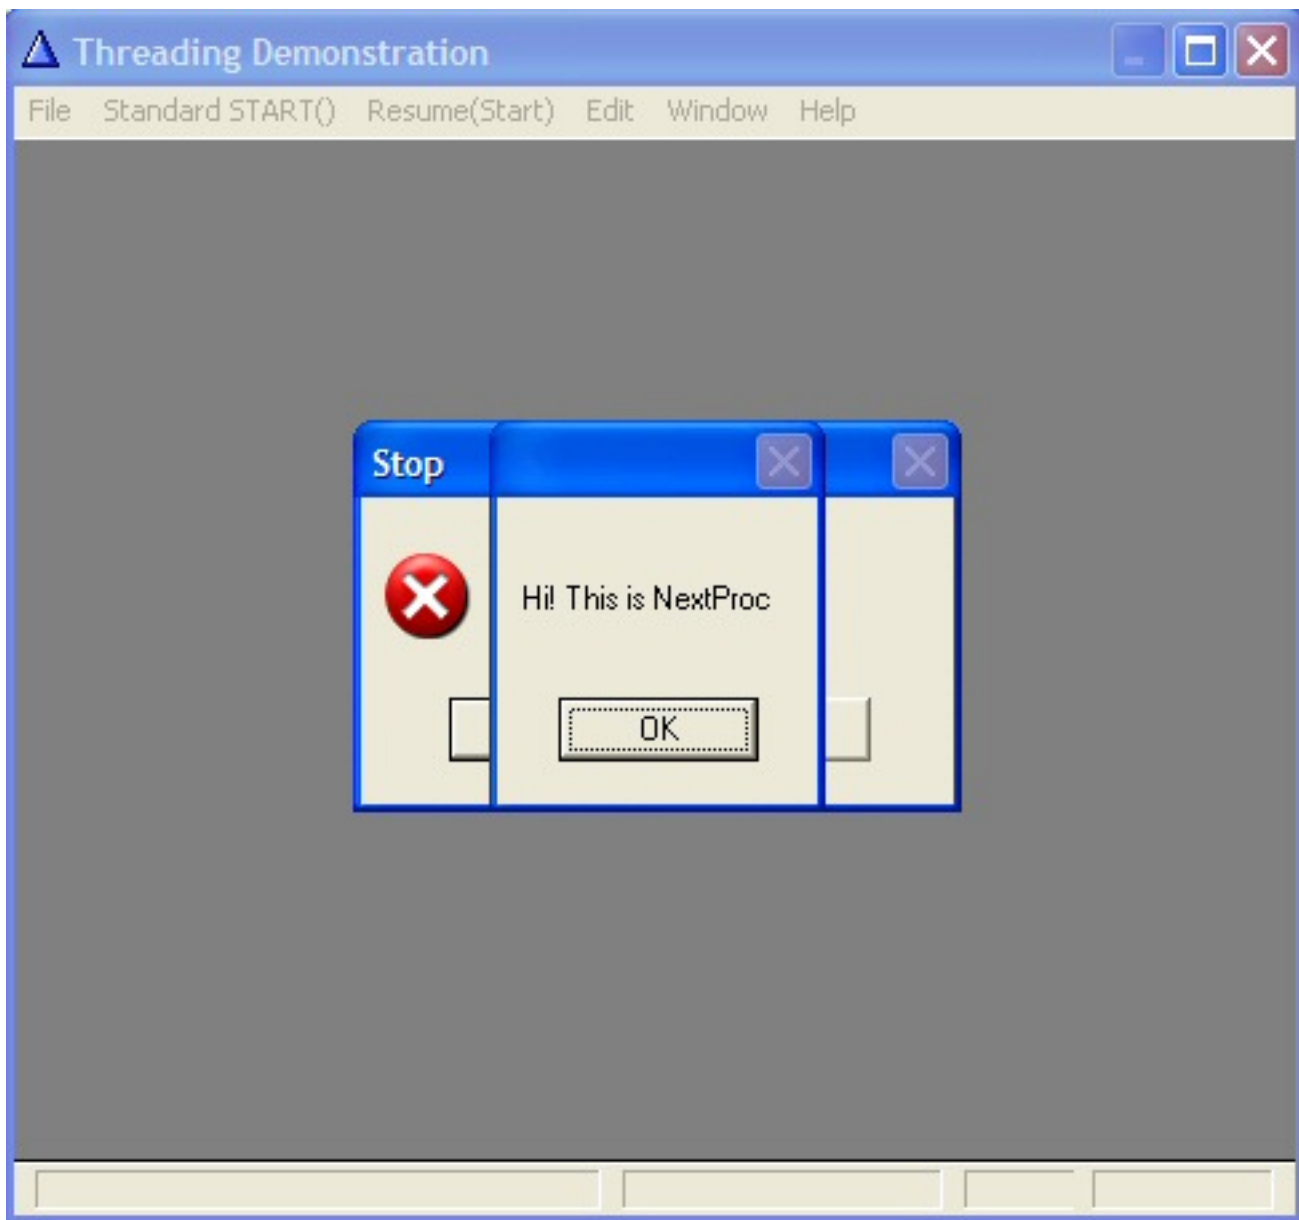 Threading Demonstration
File Standard START() Resume(Start) Edit Window Help
Stop
Hi! This is NextProc
OK